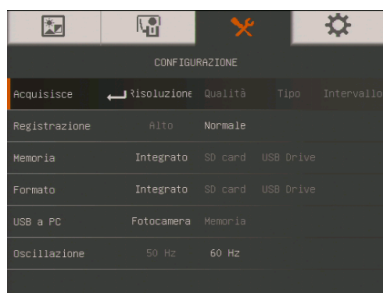 CONFIGURAZIONE
Acquisisce Risoluzione Qualità Tipo Intervallo
Registrazione Alto Normale
Memoria Integrato SD card USB Drive
Formato Integrato SD card USB Drive
USB a PC Fotocamera Memoria
Oscillazione 50 Hz 60 Hz